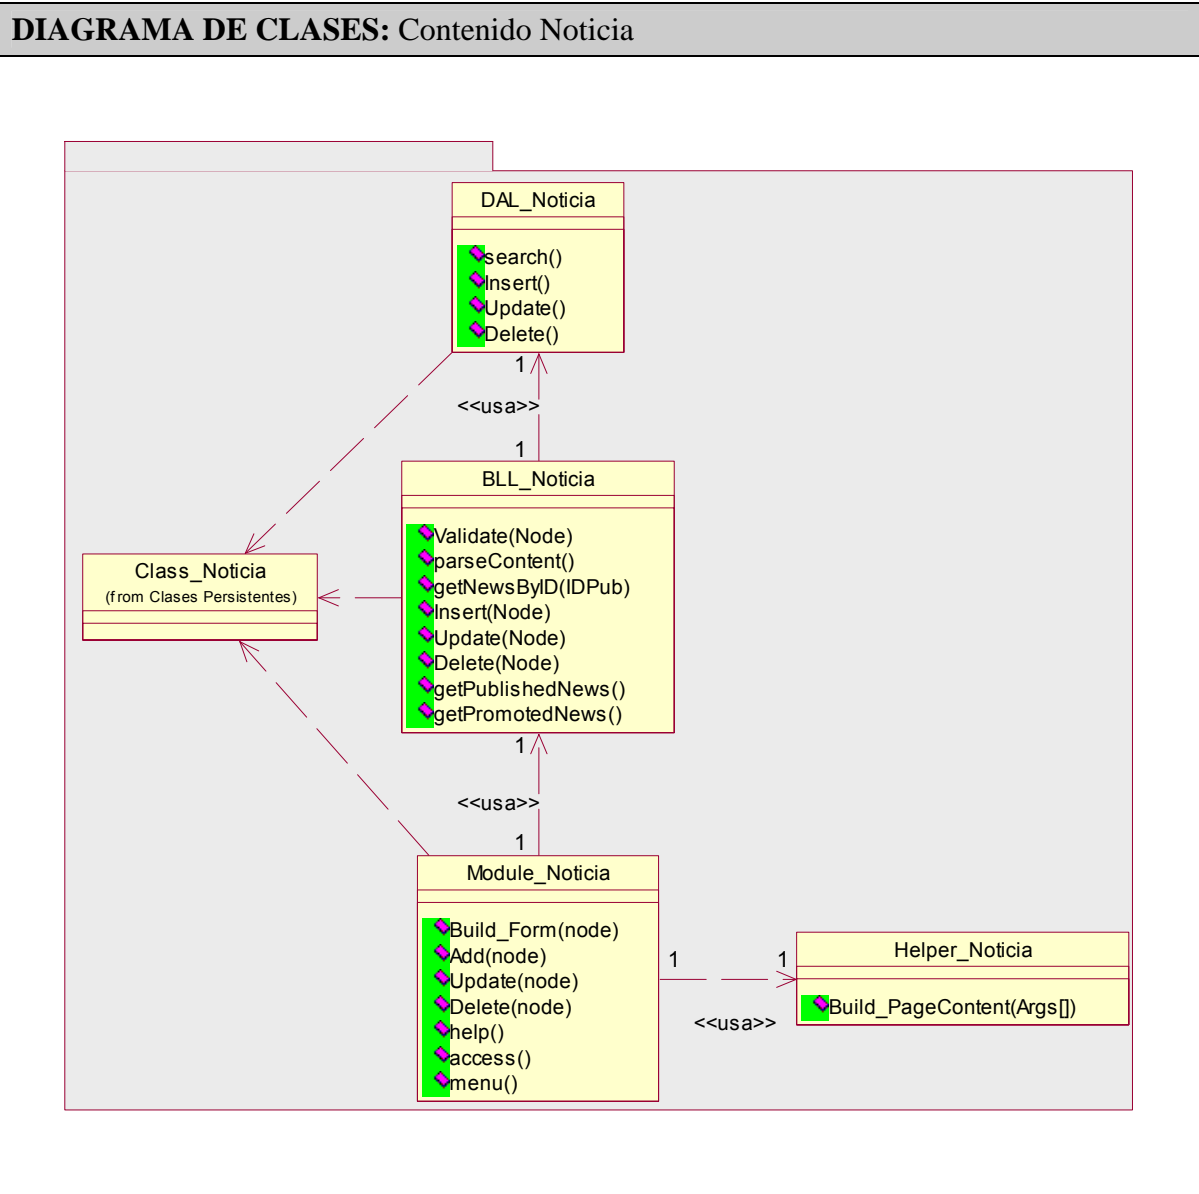 DIAGRAMA DE CLASES: Contenido Noticia
DAL_Noticia
search()
Insert()
Update()
Delete()
1
<<usa>>
1
BLL_Noticia
Validate(Node)
parseContent()
getNewsByID(IDPub)
Insert(Node)
Update(Node)
Delete(Node)
getPublishedNews()
getPromotedNews()
Class_Noticia
(from Clases Persistentes)
1
<<usa>>
1
Module_Noticia
Build_Form(node)
Add(node)
Update(node)
Delete(node)
help()
access()
menu()
1
1
<<usa>>
Helper_Noticia
Build_PageContent(Args[])